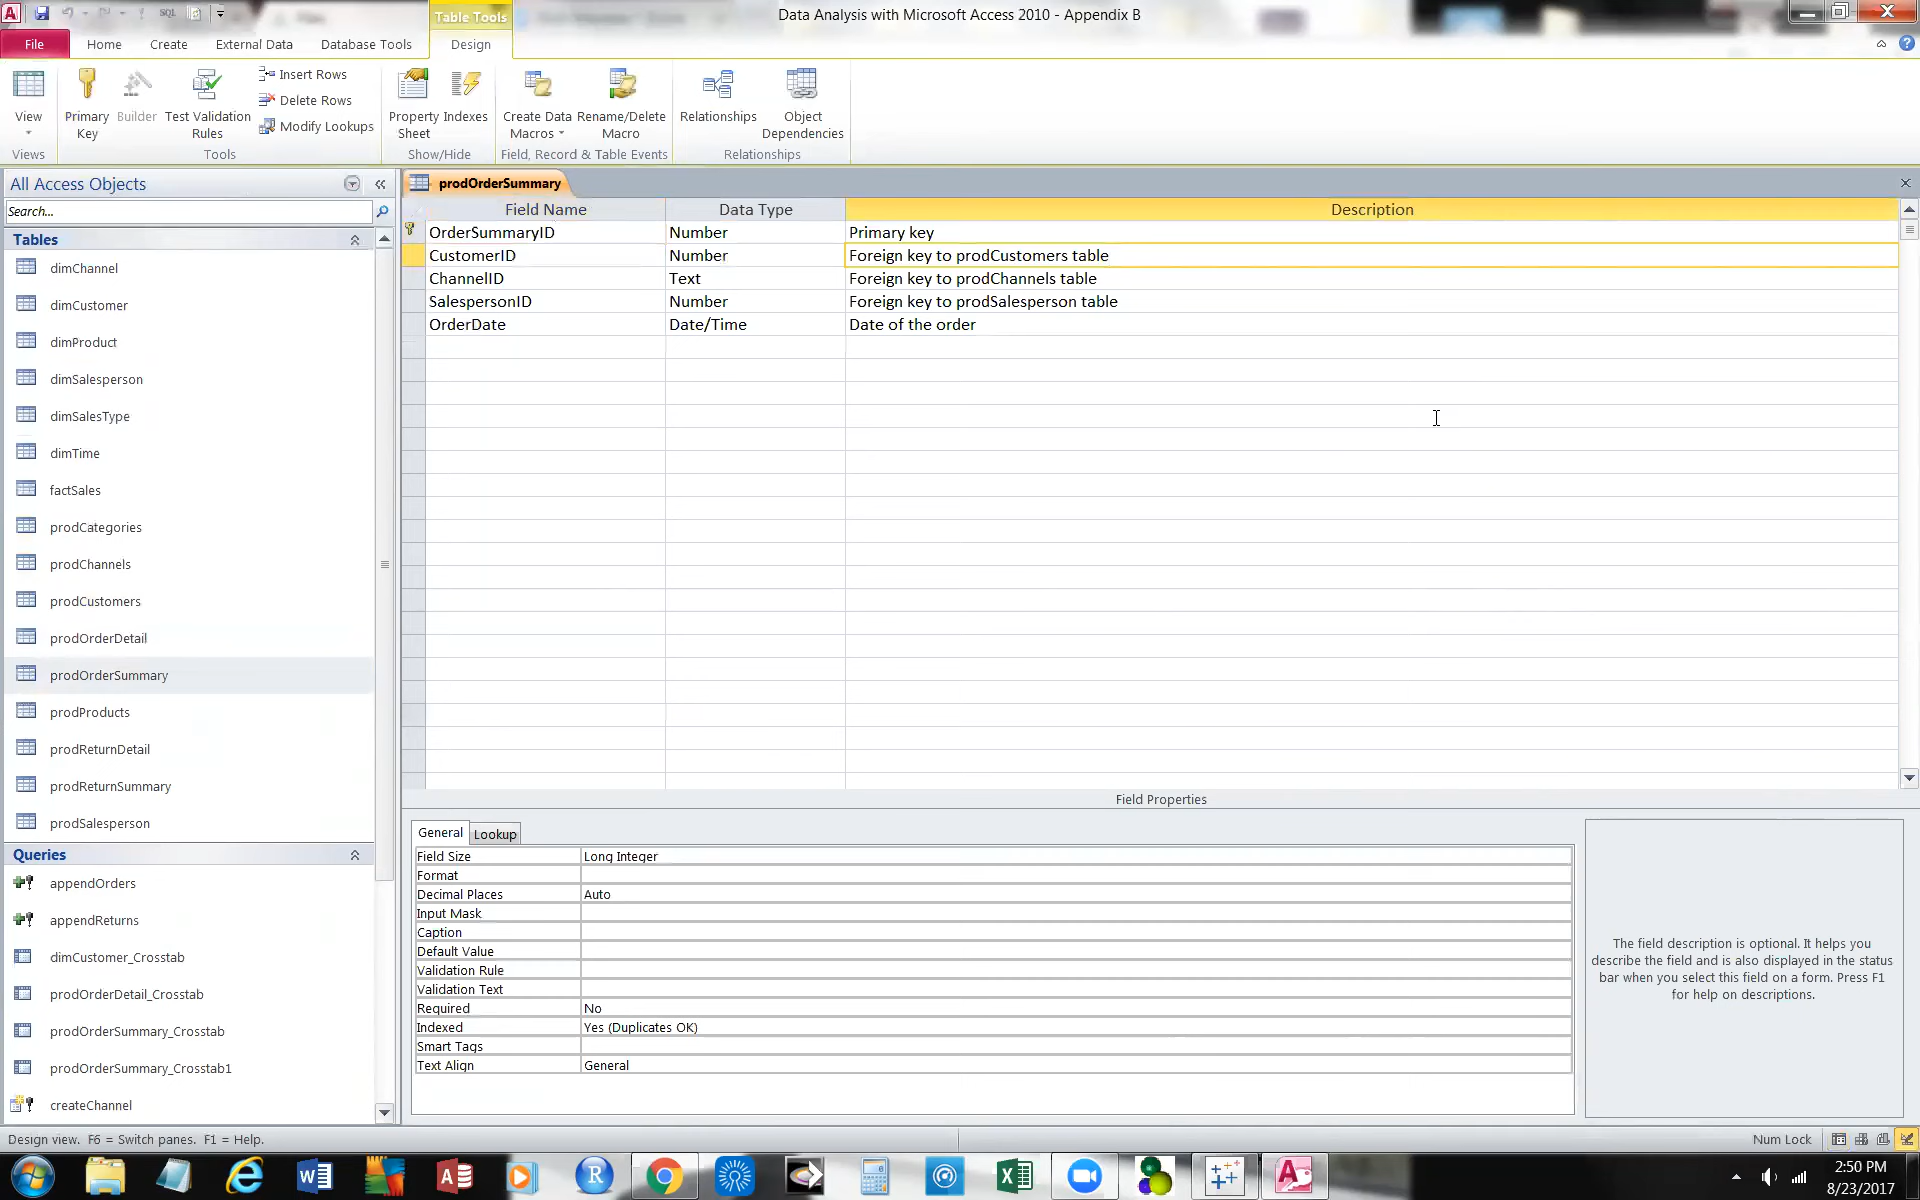 Table Tools
Data Analysis with Microsoft Access 2010 - Appendix B
SQL
File Home Create External Data Database Tools Design
View
Primary Key
Builder
Test Validation Rules
Insert Rows
Delete Rows
Modify Lookups
Property Sheet
Indexes
Create Data Macros
Rename/Delete Macro
Relationships
Object Dependencies
Views Tools Show/Hide Field, Record & Table Events Relationships
All Access Objects
Search...
Tables
dimChannel
dimCustomer
dimProduct
dimSalesperson
dimSalesType
dimTime
factSales
prodCategories
prodChannels
prodCustomers
prodOrderDetail
prodOrderSummary
prodProducts
prodReturnDetail
prodReturnSummary
prodSalesperson
Queries
appendOrders
appendReturns
dimCustomer_Crosstab
prodOrderDetail_Crosstab
prodOrderSummary_Crosstab
prodOrderSummary_Crosstab1
createChannel
prodOrderSummary
Field Name Data Type Description
OrderSummaryID Number Primary key
CustomerID Number Foreign key to prodCustomers table
ChannelID Text Foreign key to prodChannels table
SalespersonID Number Foreign key to prodSalesperson table
OrderDate Date/Time Date of the order
Field Properties
General Lookup
Field Size Long Integer
Format
Decimal Places Auto
Input Mask
Caption
Default Value
Validation Rule
Validation Text
Required No
Indexed Yes (Duplicates OK)
Smart Tags
Text Align General
The field description is optional. It helps you
describe the field and is also displayed in the status
bar when you select this field on a form. Press F1
for help on descriptions.
Design view. F6 = Switch panes. F1 = Help.
Num Lock
2:50 PM
8/23/2017